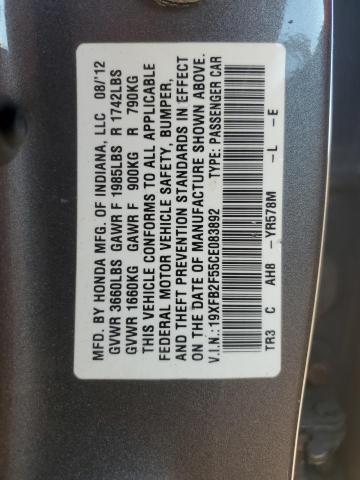 MFD. BY HONDA MFG. OF INDIANA, LLC 08/'12
GVWR 3660LBS GAWR F 1985LBS R 1742LBS
GVWR 1660KG GAWR F 900KG R 790KG
THIS VEHICLE CONFORMS TO ALL APPLICABLE
FEDERAL MOTOR VEHICLE SAFETY, BUMPER,
AND THEFT PREVENTION STANDARDS IN EFFECT
ON THE DATE OF MANUFACTURE SHOWN ABOVE.
V.I.N.: 19XFB2F55CE083892 TYPE: PASSENGER CAR
TR3 C AH8 -YR578M -L -E